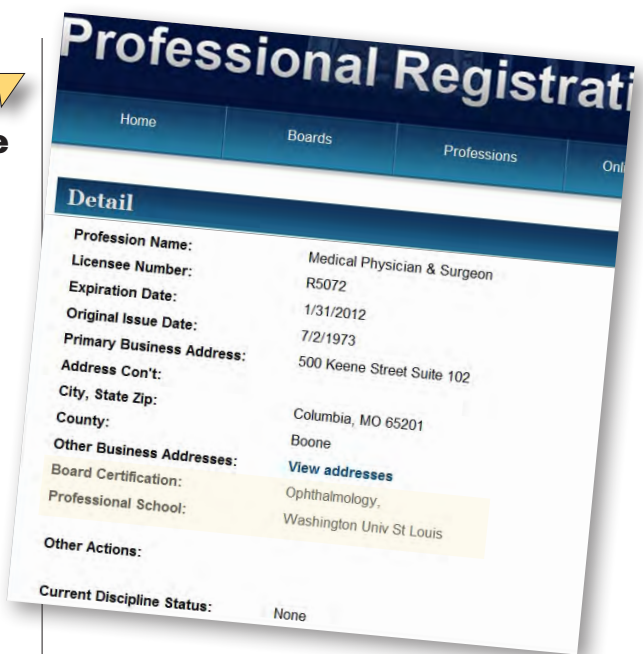 e
Professional Registrati
Home Boards Professions Onli
Detail
Profession Name: Medical Physician & Surgeon
Licensee Number: R5072
Expiration Date: 1/31/2012
Original Issue Date: 7/2/1973
Primary Business Address: 500 Keene Street Suite 102
Address Con't:
City, State Zip: Columbia, MO 65201
County: Boone
Other Business Addresses: View addresses
Board Certification: Ophthalmology,
Professional School: Washington Univ St Louis
Other Actions:
Current Discipline Status: None